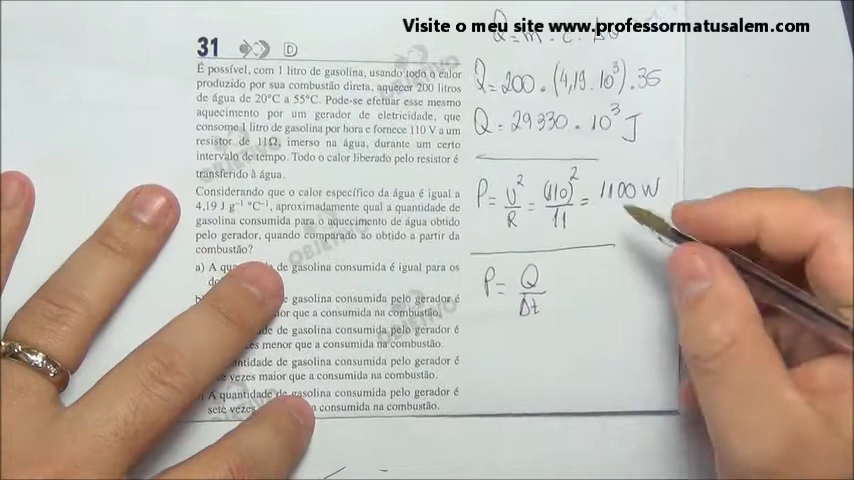 Visite o meu site www.professormatusalem.com
31 D
É possível, com 1 litro de gasolina, usando todo o calor
produzido por sua combustão direta, aquecer 200 litros
de água de 20°C a 55°C. Pode-se efetuar esse mesmo
aquecimento por um gerador de eletricidade, que
consome 1 litro de gasolina por hora e fornece 110 V a um
resistor de 11Ω, imerso na água, durante um certo
intervalo de tempo. Todo o calor liberado pelo resistor é
transferido à água.
Considerando que o calor específico da água é igual a
4,19 J g⁻¹ °C⁻¹, aproximadamente qual a quantidade de
gasolina consumida para o aquecimento de água obtido
pelo gerador, quando comparado ao obtido a partir da
combustão?
a) A de gasolina consumida é igual para os
de gasolina consumida pelo gerador é
que a consumida na combustão.
de gasolina consumida pelo gerador é
menor que a consumida na combustão.
de gasolina consumida pelo gerador é
vezes maior que a consumida na combustão.
A quantidade de gasolina consumida pelo gerador é
sete vezes a consumida na combustão.
Q = m . c . Δθ
Q = 200 . (4,19 . 10³) . 35
Q = 29330 . 10³ J
P = U²/R = (110)²/11 = 1100 W
P = Q/Δt